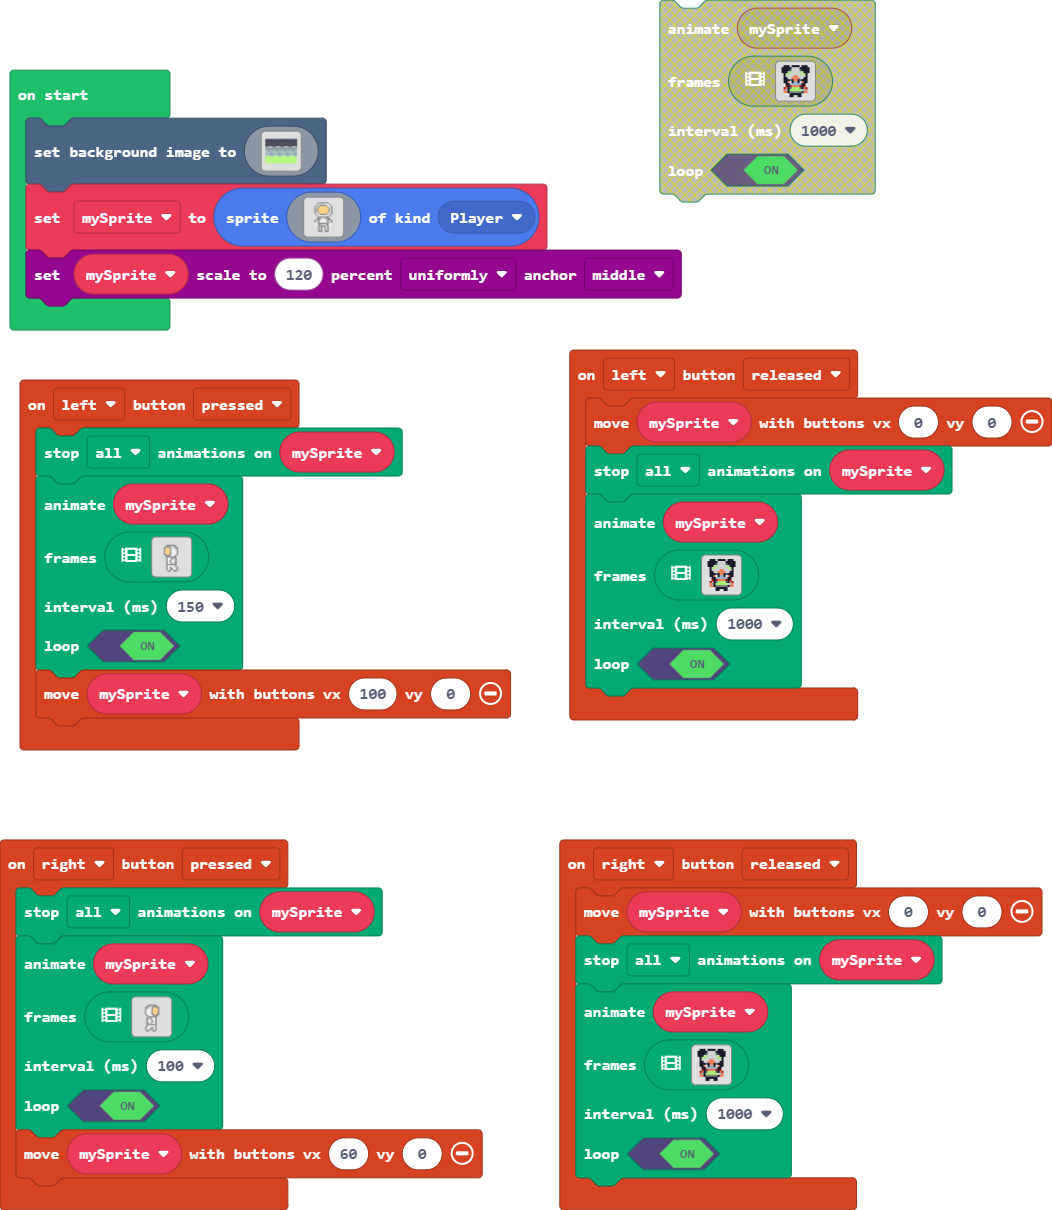 animate mySprite
frames
interval (ms) 1000
loop ON
on start
set background image to
set mySprite to sprite of kind Player
set mySprite scale to 120 percent uniformly anchor middle
on left button pressed
stop all animations on mySprite
animate mySprite
frames
interval (ms) 150
loop ON
move mySprite with buttons vx 100 vy 0
on left button released
move mySprite with buttons vx 0 vy 0
stop all animations on mySprite
animate mySprite
frames
interval (ms) 1000
loop ON
on right button pressed
stop all animations on mySprite
animate mySprite
frames
interval (ms) 100
loop ON
move mySprite with buttons vx 60 vy 0
on right button released
move mySprite with buttons vx 0 vy 0
stop all animations on mySprite
animate mySprite
frames
interval (ms) 1000
loop ON